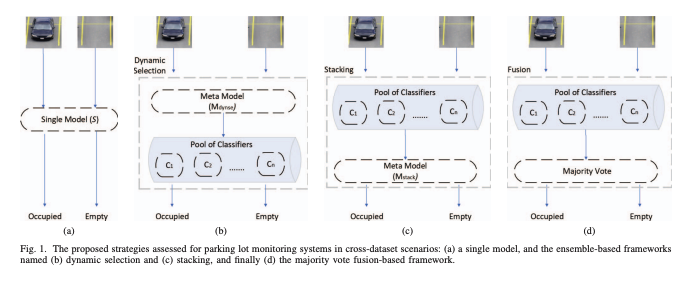 Dynamic
Selection
Stacking
Fusion
Single Model (S)
Meta Model
(Mdynse)
Pool of Classifiers
C1 C2 ....... Cn
Pool of Classifiers
C1 C2 ....... Cn
Meta Model
(Mstack)
Pool of Classifiers
C1 C2 ....... Cn
Majority Vote
Occupied Empty
Occupied Empty
Occupied Empty
Occupied Empty
(a) (b) (c) (d)
Fig. 1. The proposed strategies assessed for parking lot monitoring systems in cross-dataset scenarios: (a) a single model, and the ensemble-based frameworks
named (b) dynamic selection and (c) stacking, and finally (d) the majority vote fusion-based framework.